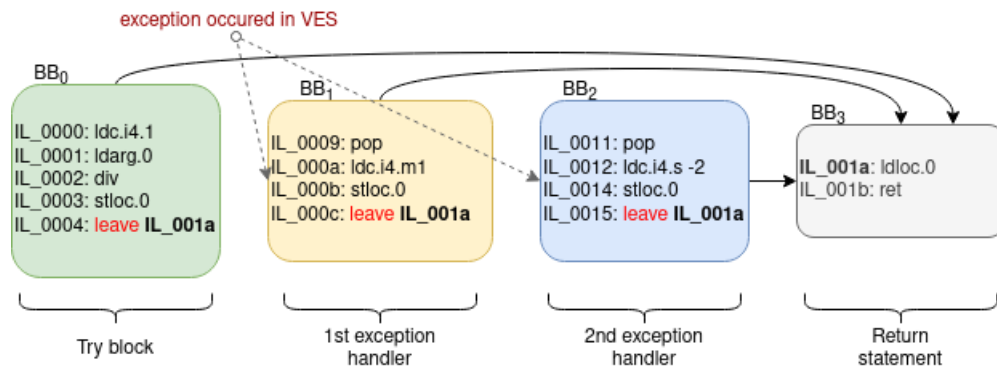 exception occured in VES
BB0
IL_0000: ldc.i4.1
IL_0001: ldarg.0
IL_0002: div
IL_0003: stloc.0
IL_0004: leave IL_001a
Try block
BB1
IL_0009: pop
IL_000a: ldc.i4.m1
IL_000b: stloc.0
IL_000c: leave IL_001a
1st exception
handler
BB2
IL_0011: pop
IL_0012: ldc.i4.s -2
IL_0014: stloc.0
IL_0015: leave IL_001a
2nd exception
handler
BB3
IL_001a: ldloc.0
IL_001b: ret
Return
statement